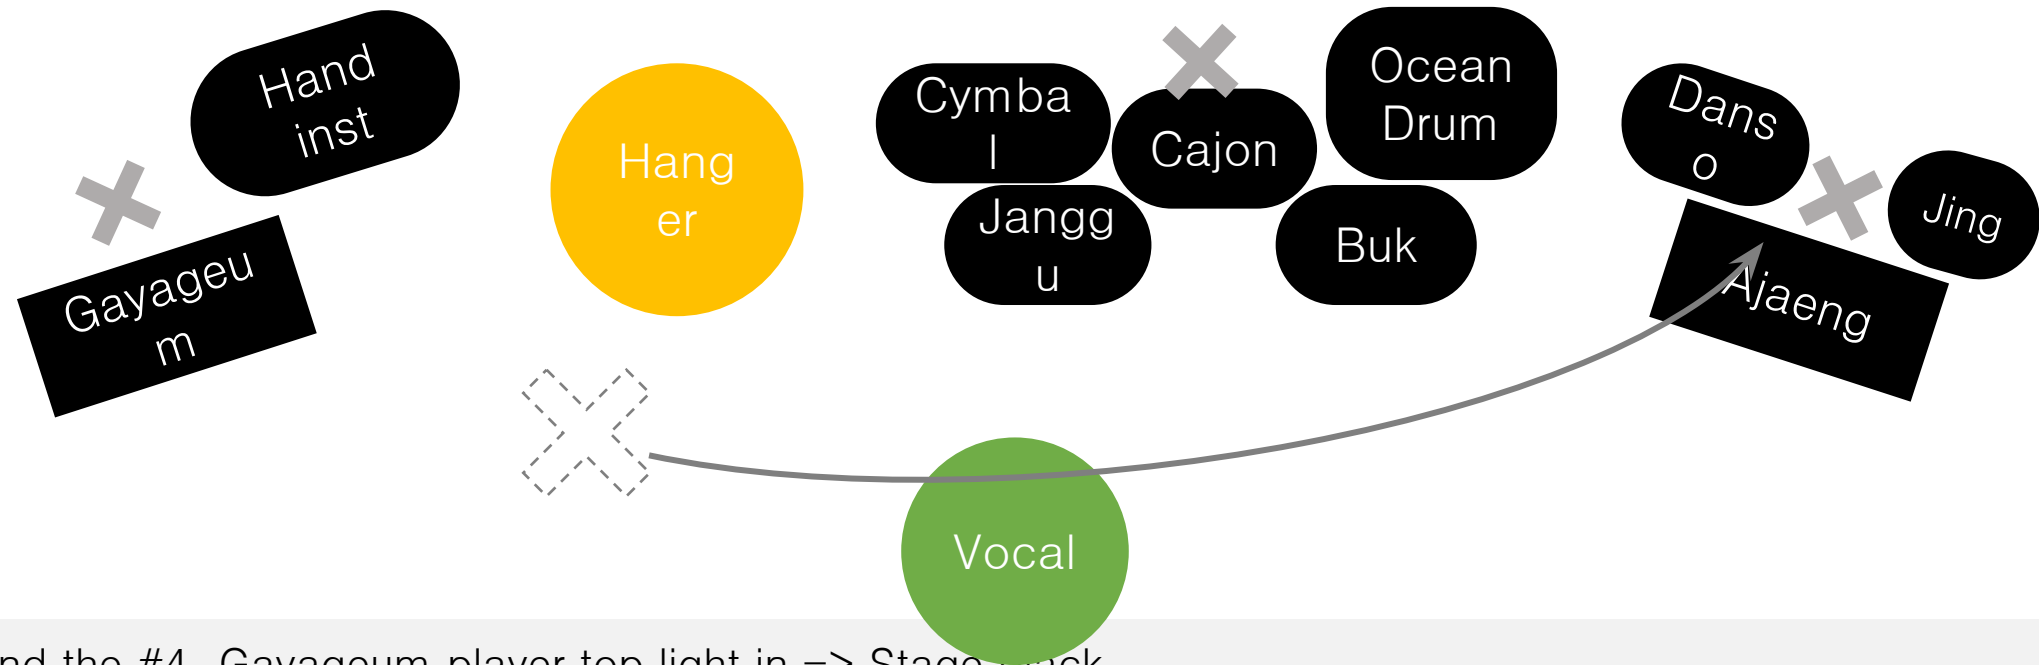 Hand
inst
Gayageu
m
Hang
er
Cymba
l
Cajon
Jangg
u
Ocean
Drum
Buk
Dans
o
Jing
Ajaeng
Vocal
the #4 Gayageum player top light in => Stage